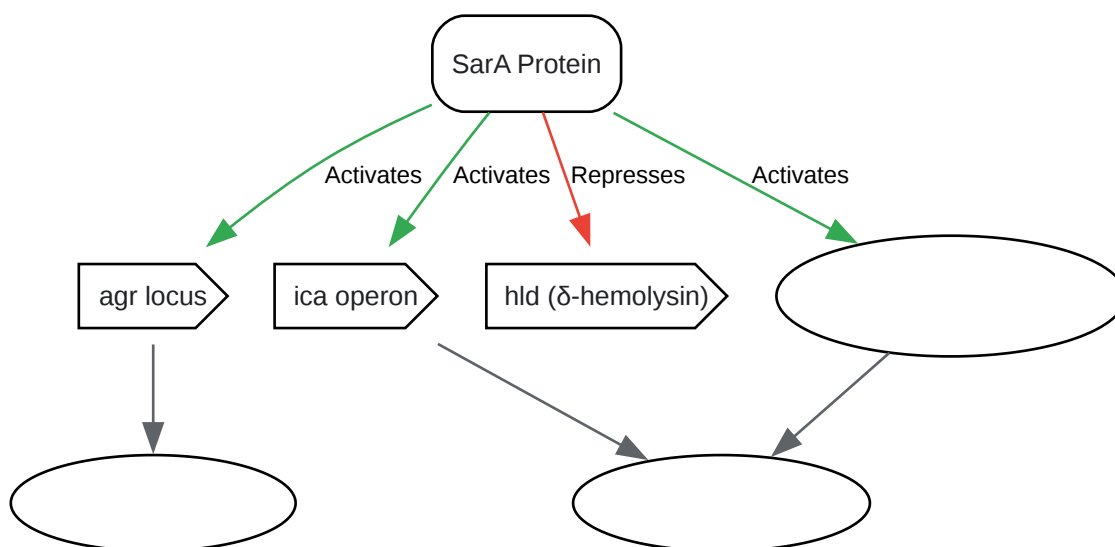 SarA Protein
Activates
Activates
Represses
Activates
agr locus
ica operon
hld (δ-hemolysin)